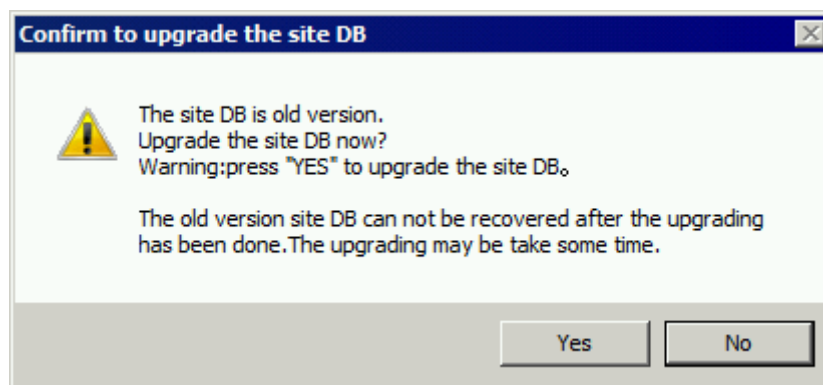 Confirm to upgrade the site DB
The site DB is old version.
Upgrade the site DB now?
Warning:press "YES" to upgrade the site DB。
The old version site DB can not be recovered after the upgrading
has been done.The upgrading may be take some time.
Yes
No